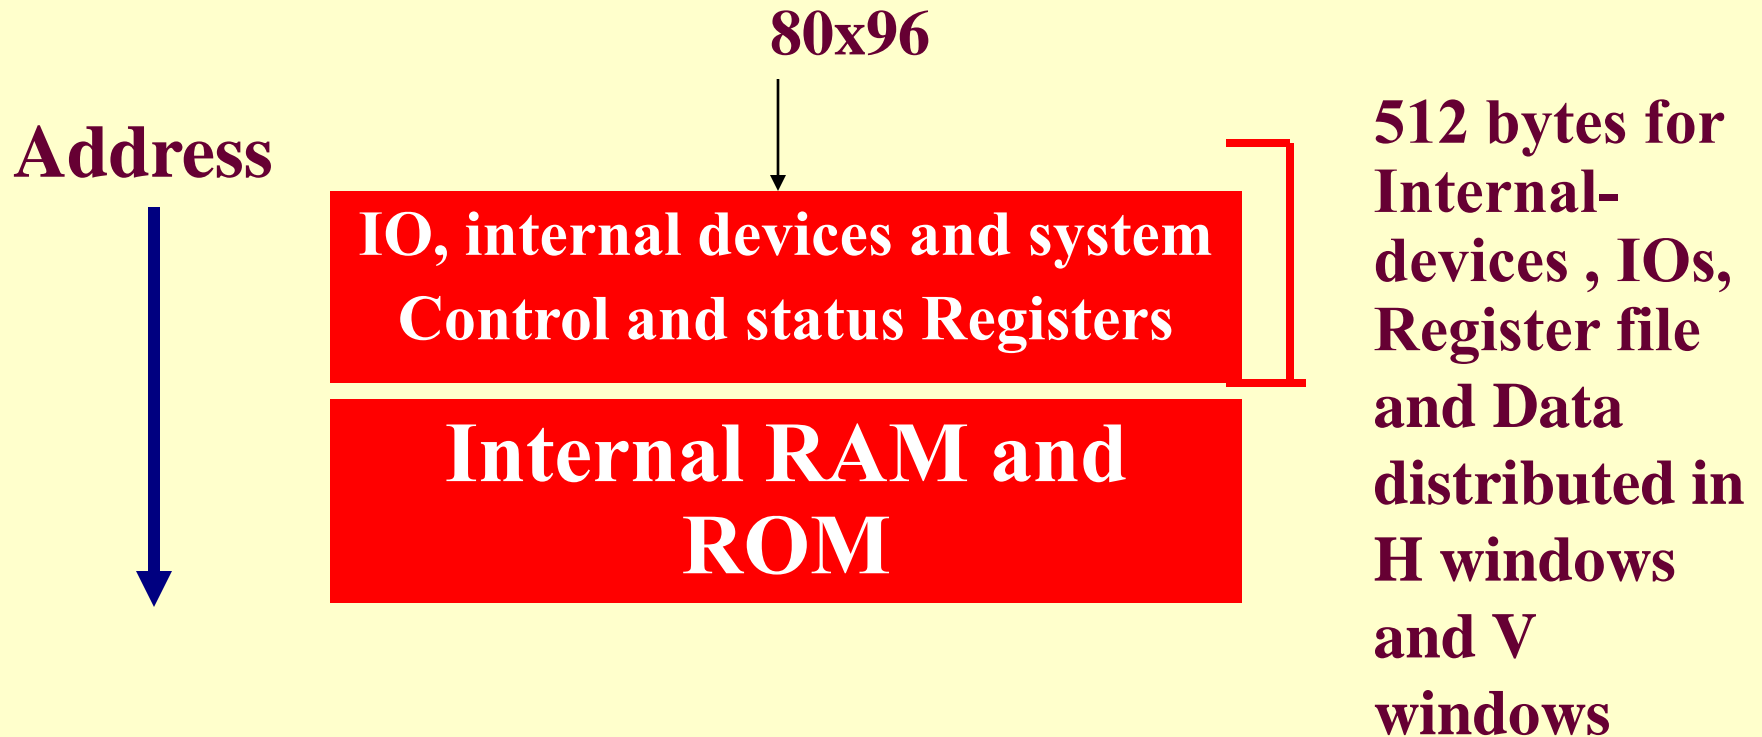 80x96
Address
IO, internal devices and system
Control and status Registers
Internal RAM and
ROM
512 bytes for
Internal-
devices , IOs,
Register file
and Data
distributed in
H windows
and V
windows